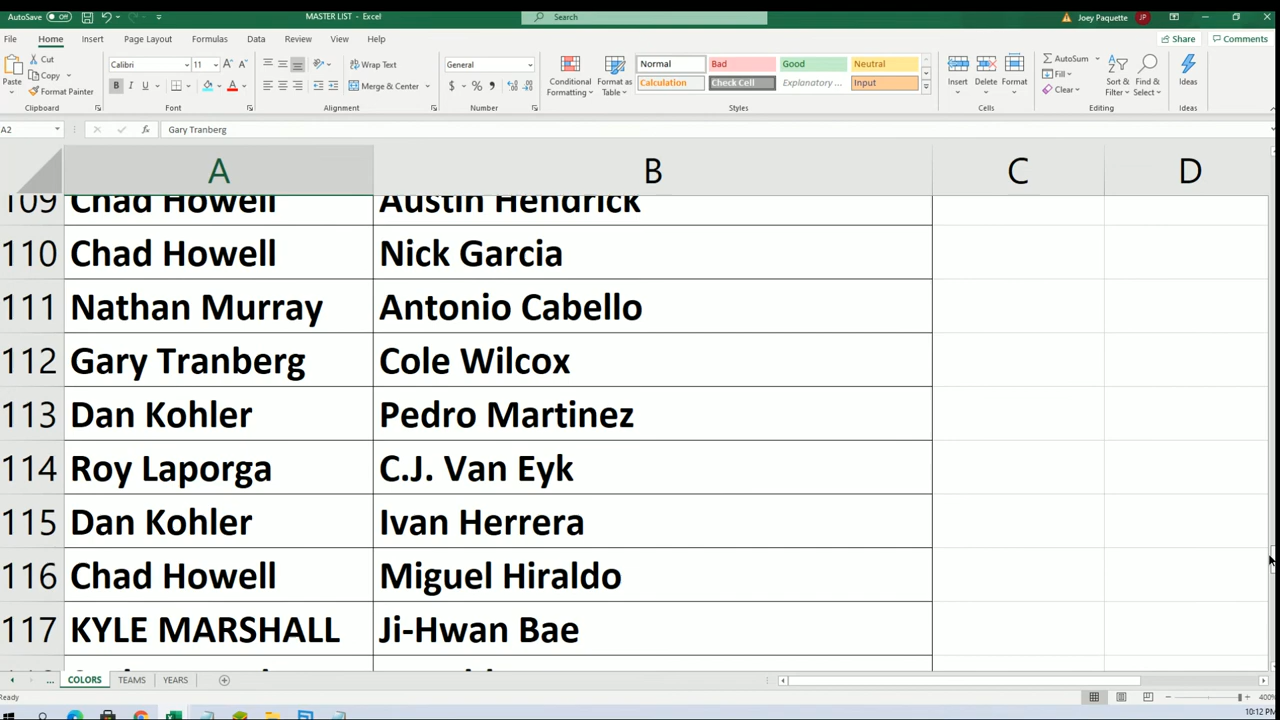 AutoSave Off MASTER LIST - Excel Search Joey Paquette JP
File Home Insert Page Layout Formulas Data Review View Help Share Comments
Paste Cut Copy Format Painter
Calibri 11 A A B I U A
Wrap Text Merge & Center
General $ % ,
Conditional Formatting Format as Table
Normal Bad Good Neutral
Calculation Check Cell Explanatory ... Input
Insert Delete Format
AutoSum Fill Clear
Sort & Filter Find & Select Ideas
Clipboard Font Alignment Number Styles Cells Editing Ideas
A2 fx Gary Tranberg
A B C D
109 Chad Howell Austin Hendrick
110 Chad Howell Nick Garcia
111 Nathan Murray Antonio Cabello
112 Gary Tranberg Cole Wilcox
113 Dan Kohler Pedro Martinez
114 Roy Laporga C.J. Van Eyk
115 Dan Kohler Ivan Herrera
116 Chad Howell Miguel Hiraldo
117 KYLE MARSHALL Ji-Hwan Bae
... COLORS TEAMS YEARS
Ready 400%
10:12 PM